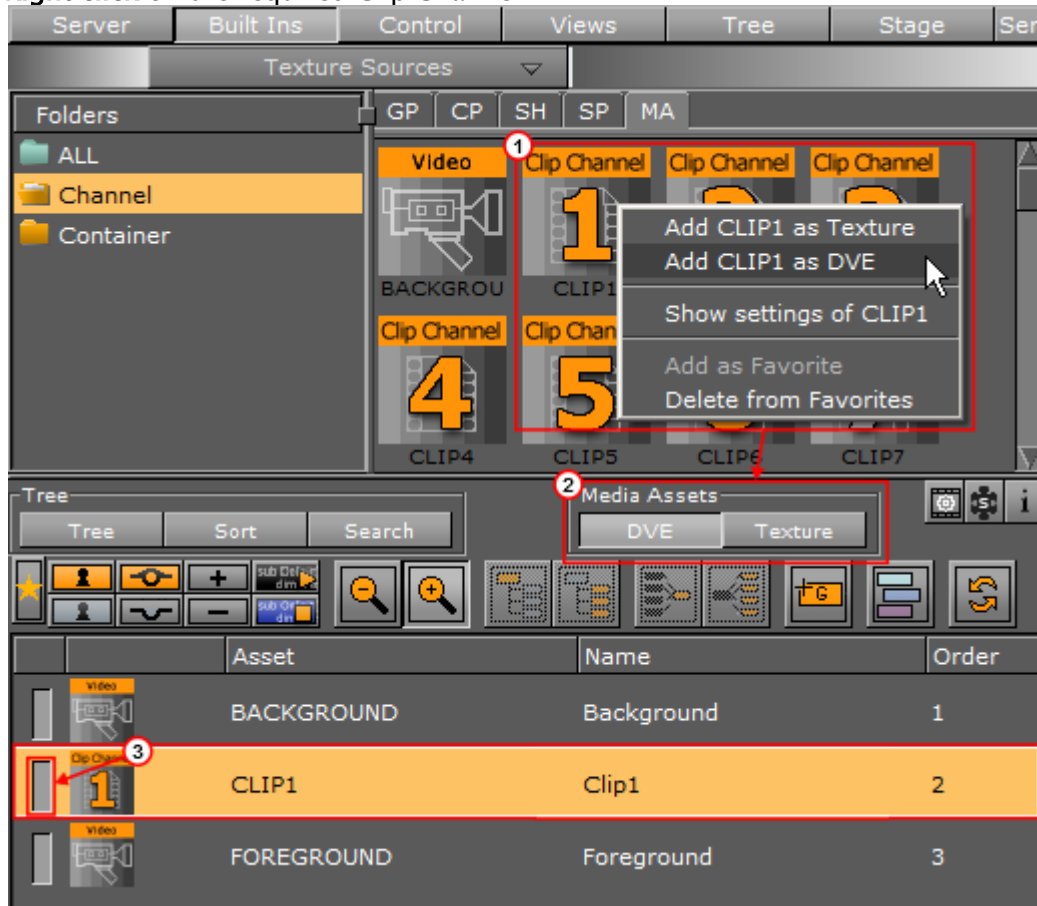 Server Built Ins Control Views Tree Stage Ser
Texture Sources
Folders
GP CP SH SP MA
ALL
Channel
Container
1
Video Clip Channel Clip Channel Clip Channel
1
BACKGROU CLIP1
Add CLIP1 as Texture
Add CLIP1 as DVE
Show settings of CLIP1
Add as Favorite
Delete from Favorites
Clip Channel Clip Chan
4 5
CLIP4 CLIP5 CLIP6 CLIP7
Tree
2
Media Assets
Tree Sort Search
DVE Texture
S i
G
Asset Name Order
Video
BACKGROUND Background 1
3
1
CLIP1 Clip1 2
Video
FOREGROUND Foreground 3